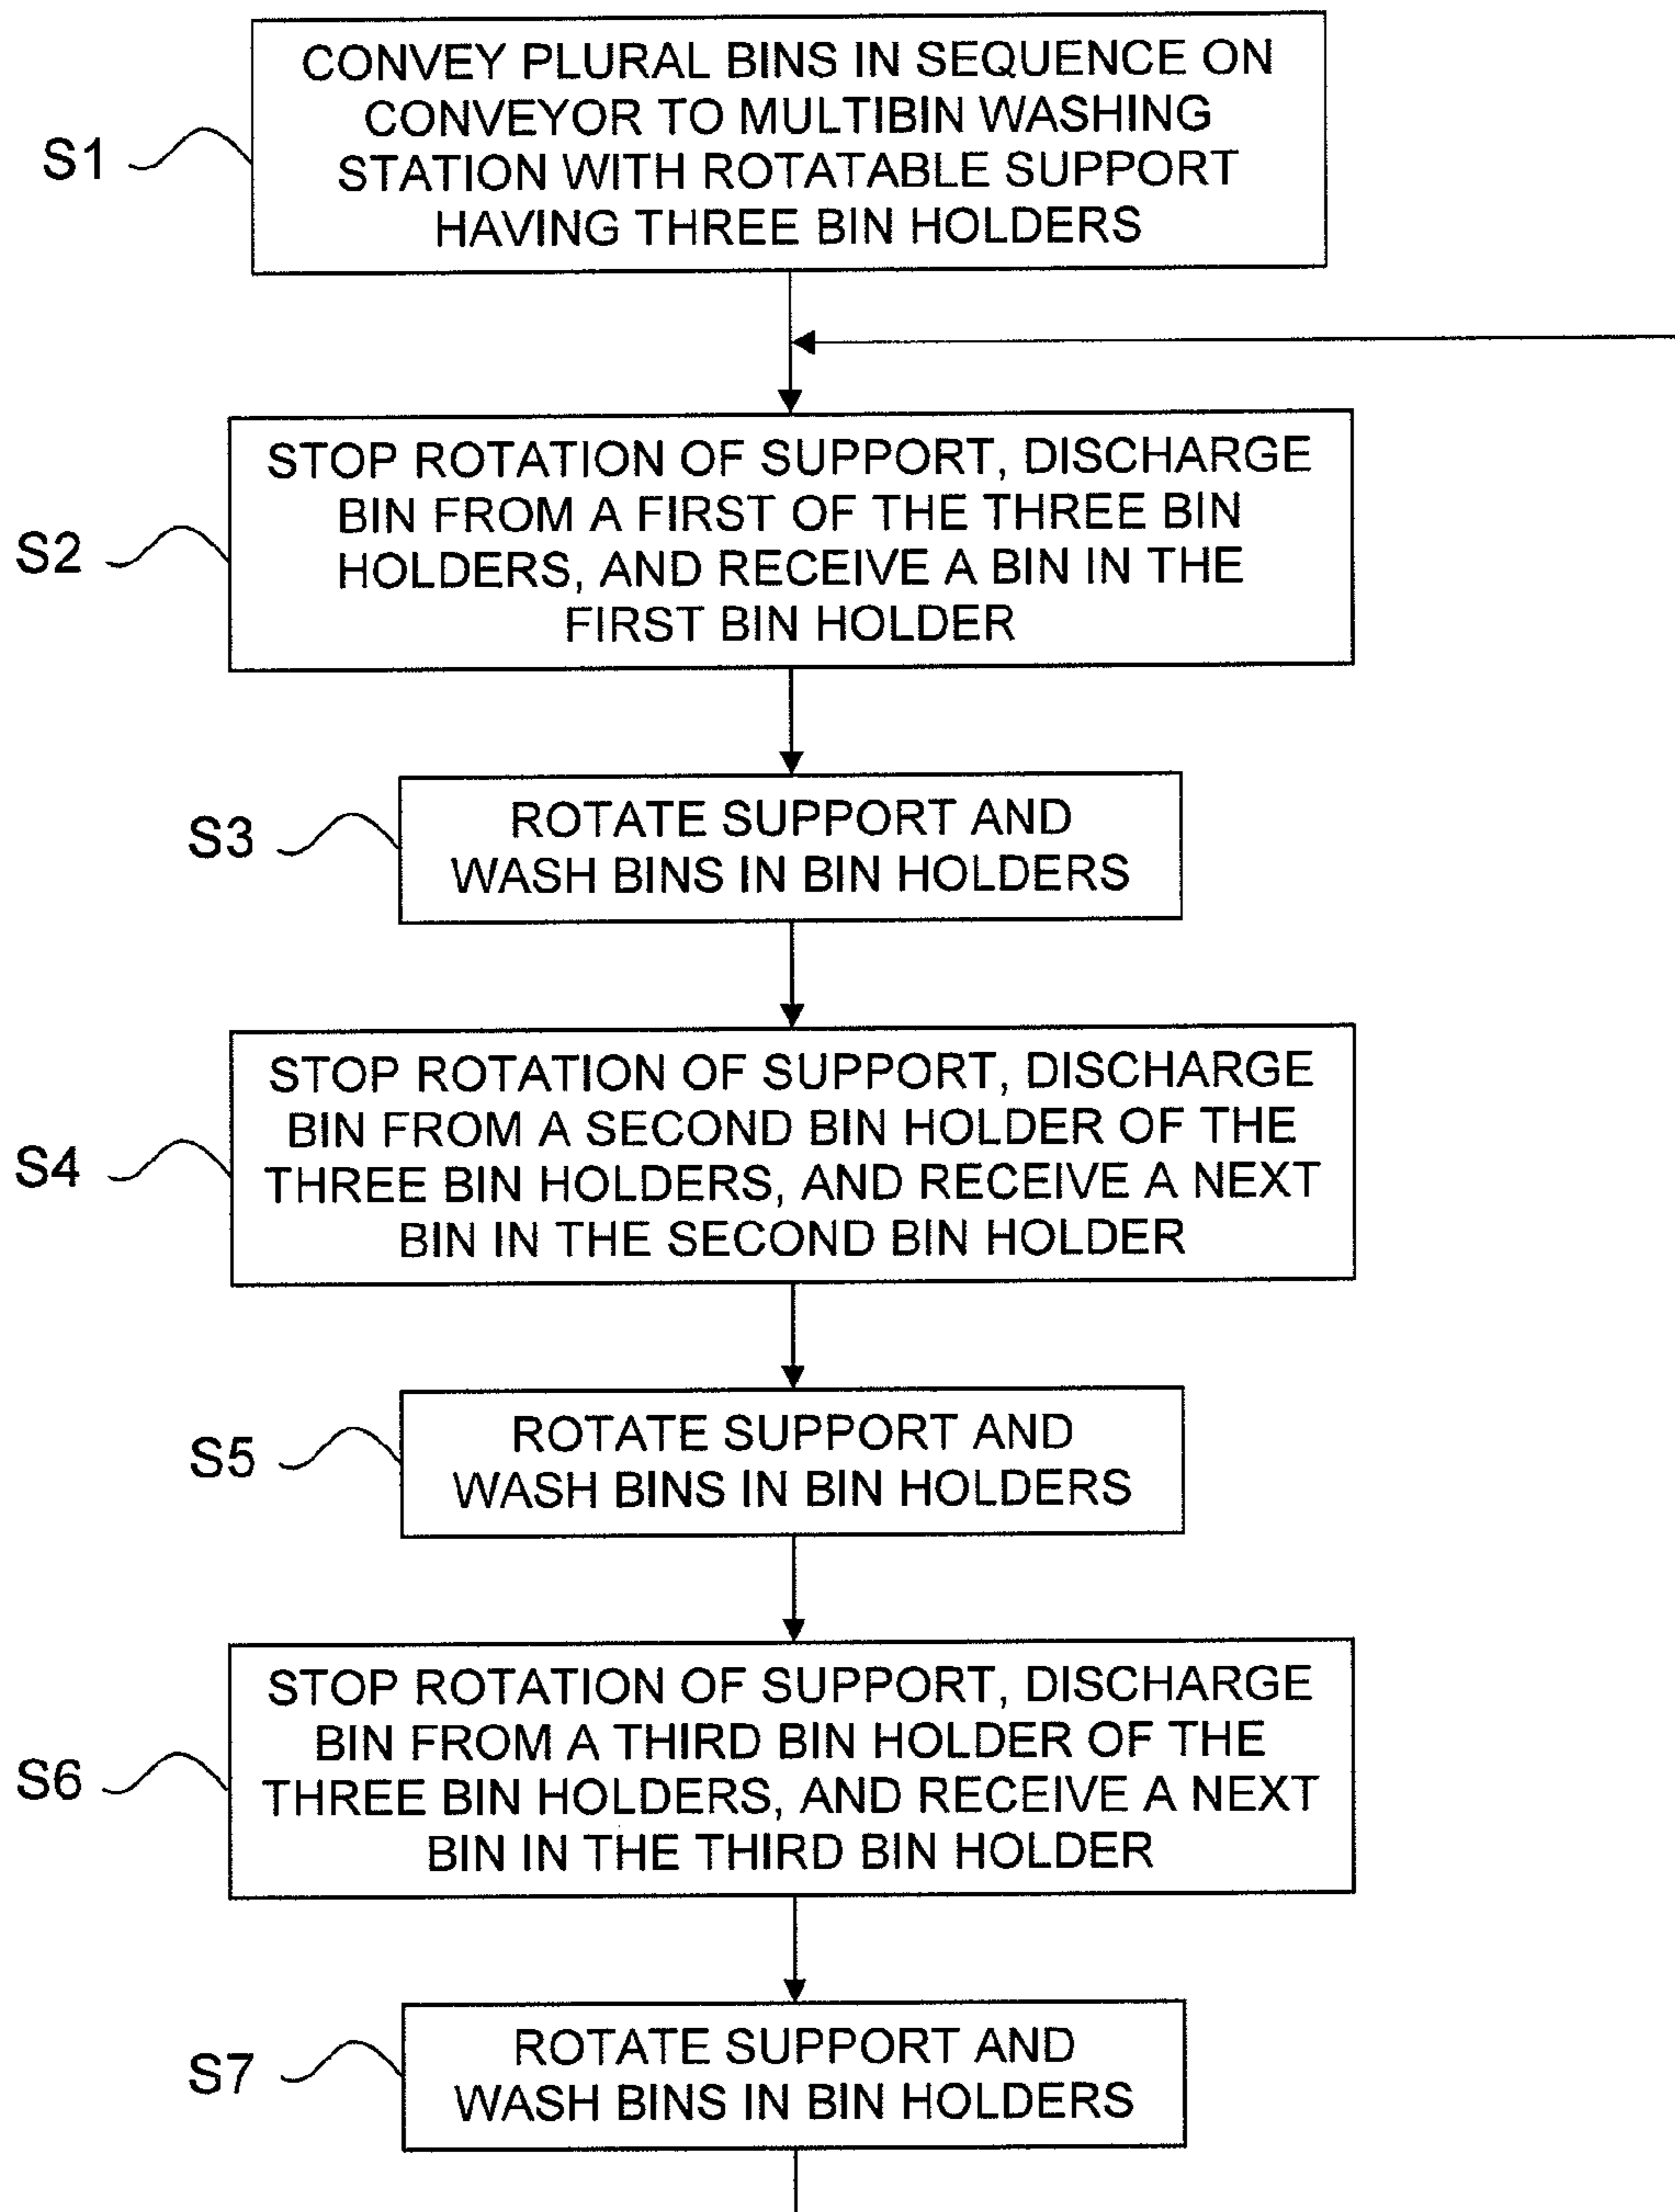 CONVEY PLURAL BINS IN SEQUENCE ON
CONVEYOR TO MULTIBIN WASHING
STATION WITH ROTATABLE SUPPORT
HAVING THREE BIN HOLDERS
S1
STOP ROTATION OF SUPPORT, DISCHARGE
BIN FROM A FIRST OF THE THREE BIN
HOLDERS, AND RECEIVE A BIN IN THE
FIRST BIN HOLDER
S2
ROTATE SUPPORT AND
WASH BINS IN BIN HOLDERS
S3
STOP ROTATION OF SUPPORT, DISCHARGE
BIN FROM A SECOND BIN HOLDER OF THE
THREE BIN HOLDERS, AND RECEIVE A NEXT
BIN IN THE SECOND BIN HOLDER
S4
ROTATE SUPPORT AND
WASH BINS IN BIN HOLDERS
S5
STOP ROTATION OF SUPPORT, DISCHARGE
BIN FROM A THIRD BIN HOLDER OF THE
THREE BIN HOLDERS, AND RECEIVE A NEXT
BIN IN THE THIRD BIN HOLDER
S6
ROTATE SUPPORT AND
WASH BINS IN BIN HOLDERS
S7